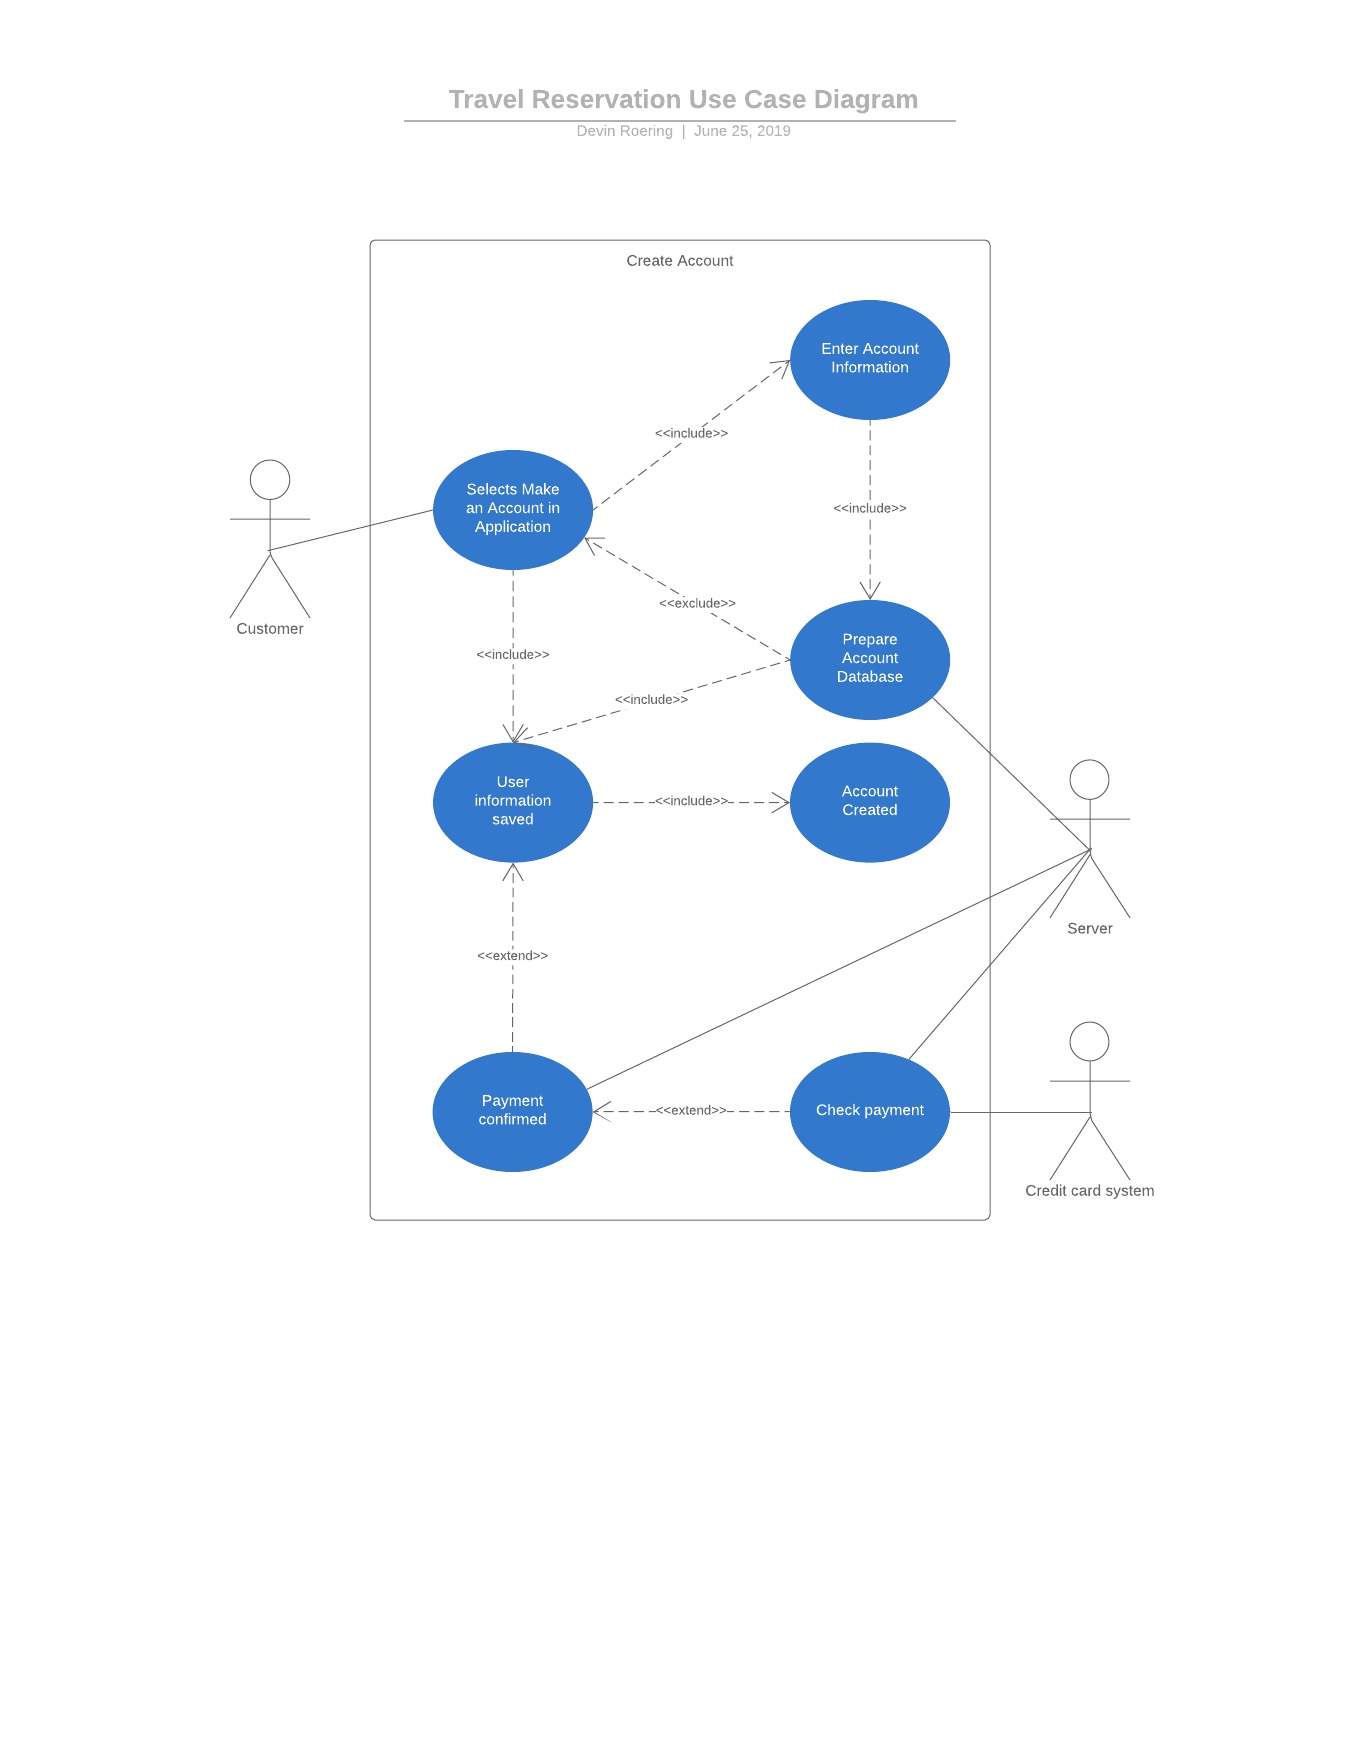 Travel Reservation Use Case Diagram
Devin Roering | June 25, 2019
Create Account
Enter Account
Information
<<include>>
Selects Make
an Account in
Application
<<include>>
<<exclude>>
Customer
<<include>>
Prepare
Account
Database
<<include>>
User
information
saved
<<include>>
Account
Created
Server
<<extend>>
Payment
confirmed
<<extend>>
Check payment
Credit card system